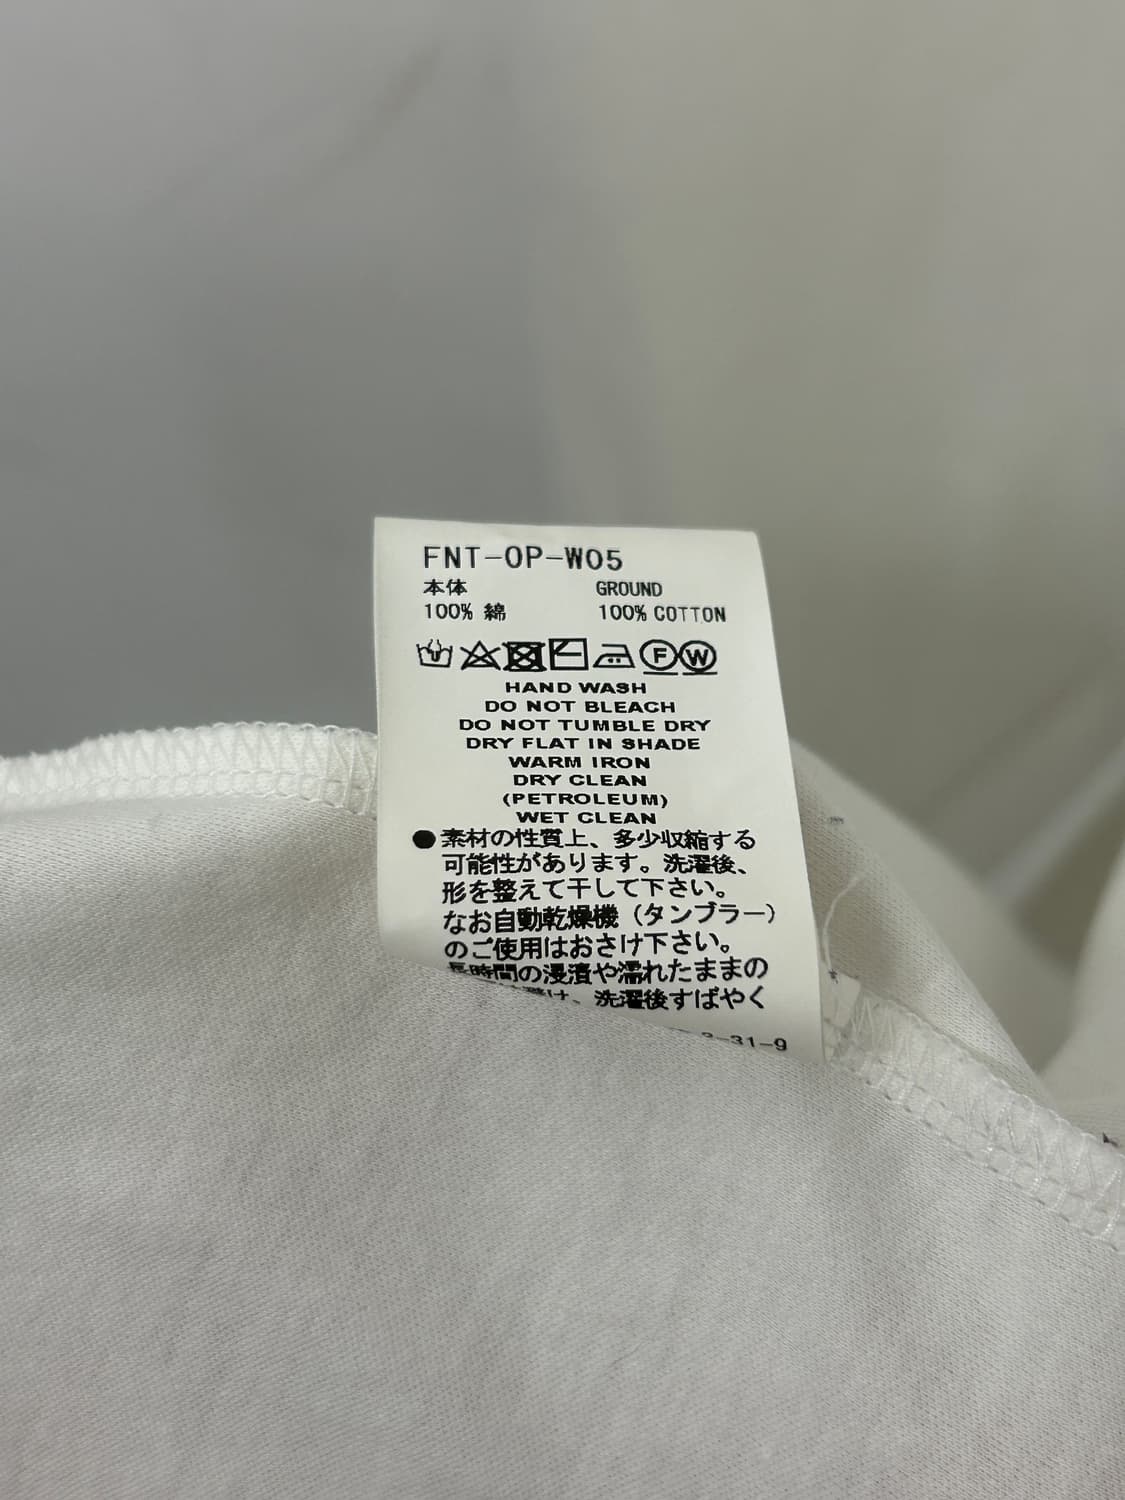 FNT-OP-W05
本体 GROUND
100% 綿 100% COTTON
F W
HAND WASH
DO NOT BLEACH
DO NOT TUMBLE DRY
DRY FLAT IN SHADE
WARM IRON
DRY CLEAN
(PETROLEUM)
WET CLEAN
●素材の性質上、多少収縮する
可能性があります。洗濯後、
形を整えて干して下さい。
なお自動乾燥機（タンブラー）
のご使用はおさけ下さい。
長時間の浸漬や濡れたままの
避け、洗濯後すばやく
-31-9